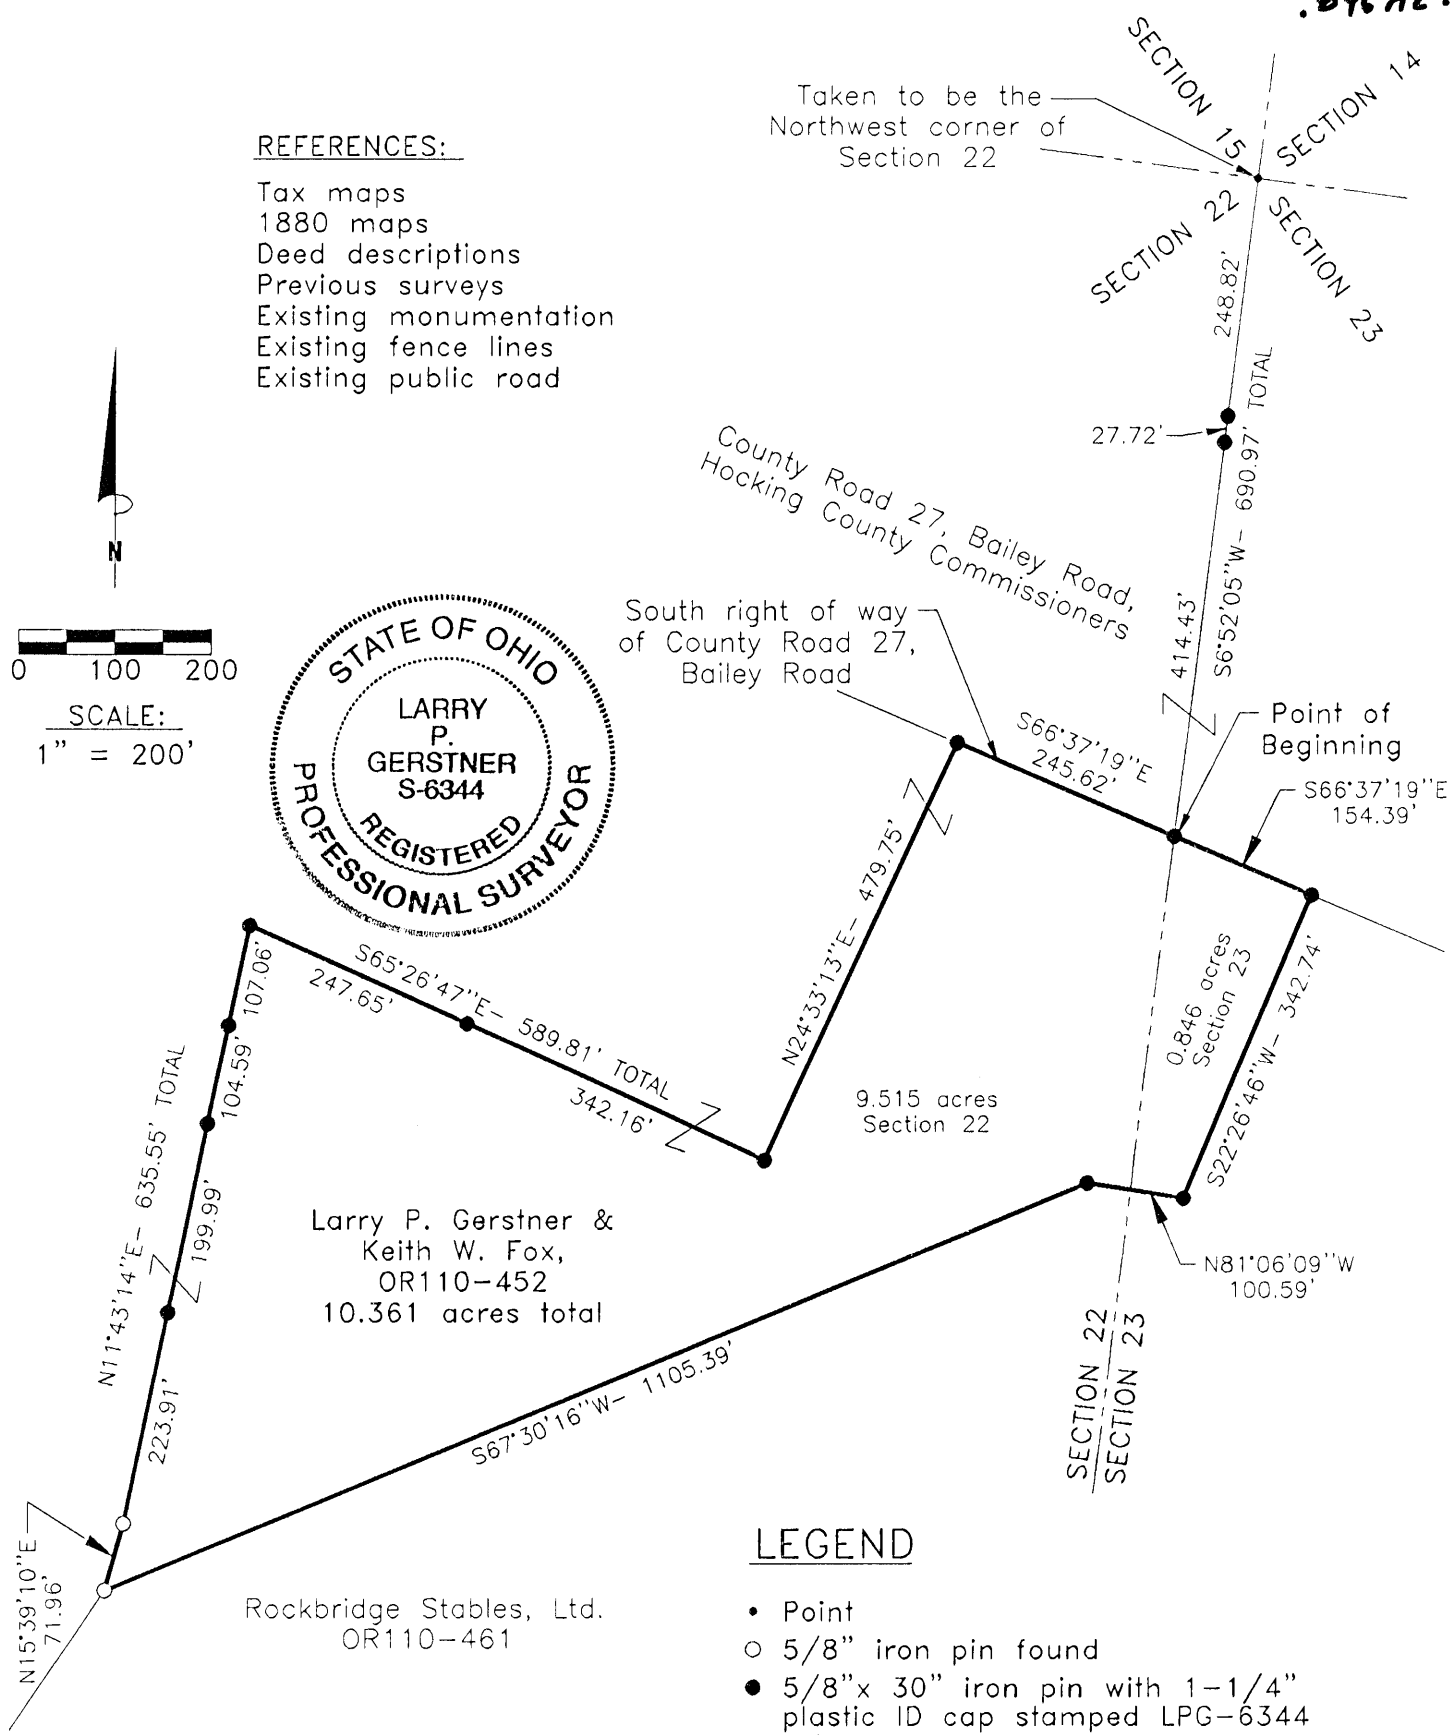 REFERENCES:
Tax maps
1880 maps
Deed descriptions
Previous surveys
Existing monumentation
Existing fence lines
Existing public road
Taken to be the
Northwest corner of
Section 22
SECTION 15
SECTION 14
SECTION 22
SECTION 23
248.82'
27.72'
S6°52'05"W- 690.97' TOTAL
414.43'
County Road 27, Bailey Road,
Hocking County Commissioners
N
0 100 200
SCALE:
1" = 200'
STATE OF OHIO
LARRY
P.
GERSTNER
S-6344
REGISTERED
PROFESSIONAL SURVEYOR
South right of way
of County Road 27,
Bailey Road
S66°37'19"E
245.62'
Point of
Beginning
S66°37'19"E
154.39'
N24°33'13"E- 479.75'
0.846 acres
Section 23
S22°26'46"W- 342.74'
S65°26'47"E- 589.81' TOTAL
247.65'
342.16'
107.06'
104.59'
N11°43'14"E- 635.55' TOTAL
199.99'
223.91'
9.515 acres
Section 22
Larry P. Gerstner &
Keith W. Fox,
OR110-452
10.361 acres total
N81°06'09"W
100.59'
SECTION 22
SECTION 23
S67°30'16"W- 1105.39'
N15°39'10"E
71.96'
Rockbridge Stables, Ltd.
OR110-461
LEGEND
• Point
○ 5/8" iron pin found
● 5/8"x 30" iron pin with 1-1/4"
plastic ID cap stamped LPG-6344